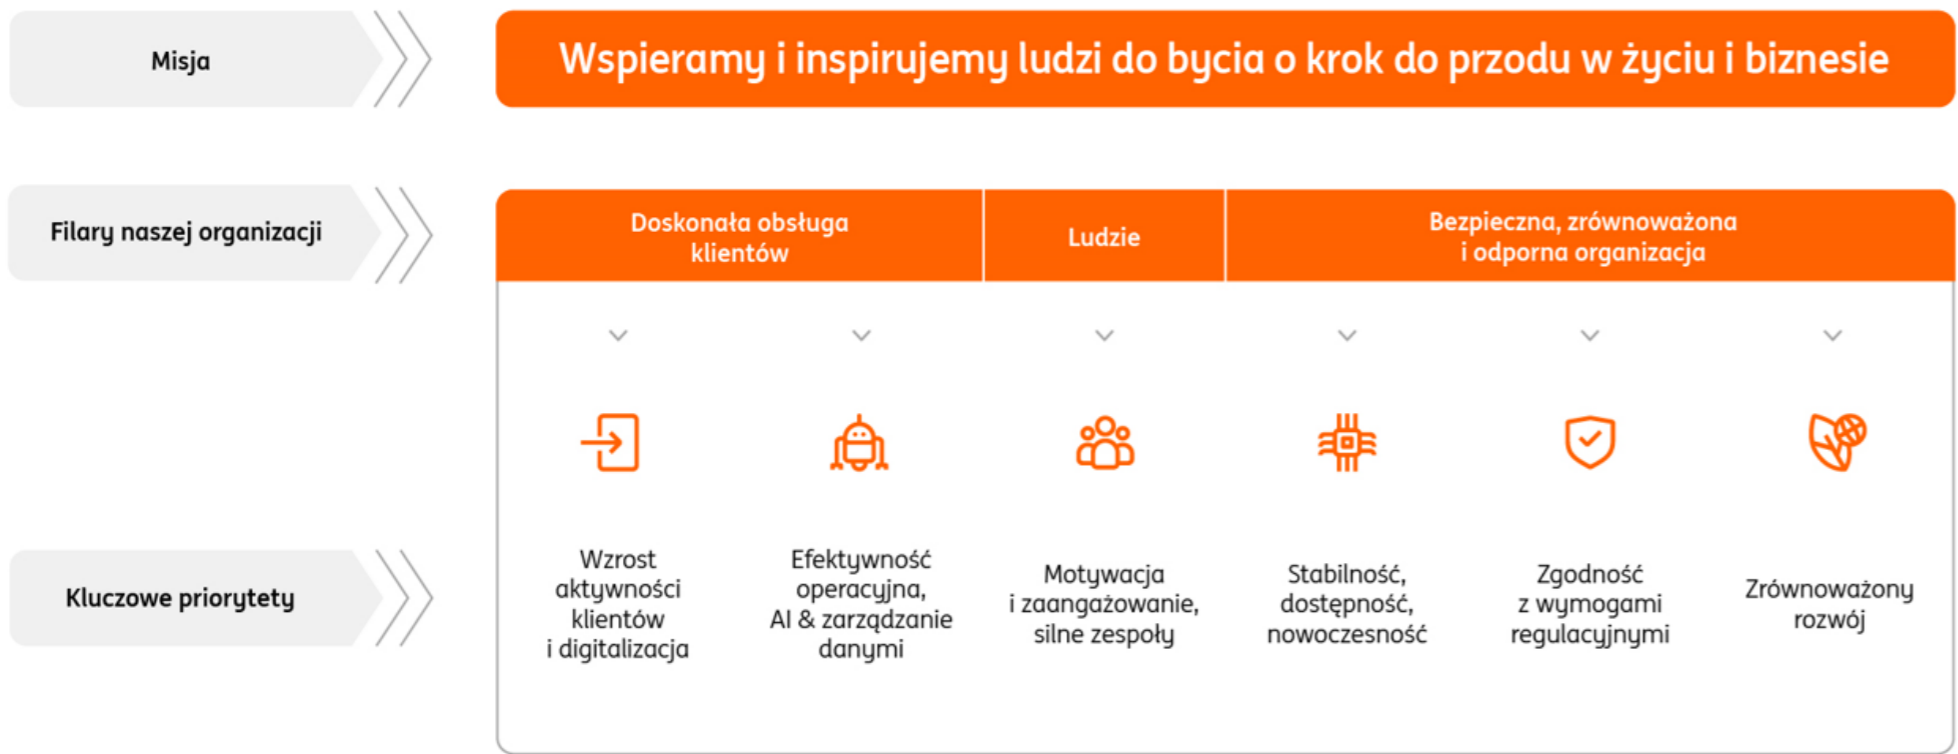 Misja
Wspieramy i inspirujemy ludzi do bycia o krok do przodu w życiu i biznesie
Filary naszej organizacji
Doskonała obsługa
klientów
Ludzie
Bezpieczna, zrównoważona
i odporna organizacja
Kluczowe priorytety
Wzrost
aktywności
klientów
i digitalizacja
Efektywność
operacyjna,
AI & zarządzanie
danymi
Motywacja
i zaangażowanie,
silne zespoły
Stabilność,
dostępność,
nowoczesność
Zgodność
z wymogami
regulacyjnymi
Zrównoważony
rozwój